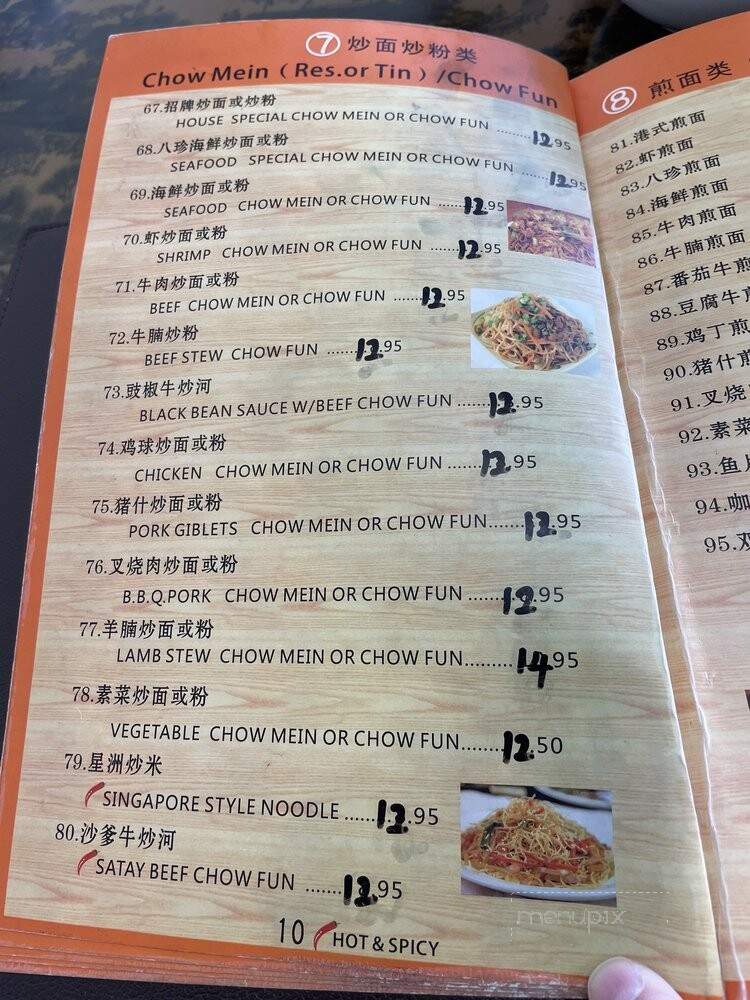 ⑦ 炒面炒粉类
Chow Mein (Res.or Tin) /Chow Fun
67.招牌炒面或炒粉
HOUSE SPECIAL CHOW MEIN OR CHOW FUN .........12.95
68.八珍海鲜炒面或粉
SEAFOOD SPECIAL CHOW MEIN OR CHOW FUN .........12.95
69.海鲜炒面或粉
SEAFOOD CHOW MEIN OR CHOW FUN ......12.95
70.虾炒面或粉
SHRIMP CHOW MEIN OR CHOW FUN ......12.95
71.牛肉炒面或粉
BEEF CHOW MEIN OR CHOW FUN .......12.95
72.牛腩炒粉
BEEF STEW CHOW FUN .......12.95
73.豉椒牛炒河
BLACK BEAN SAUCE W/BEEF CHOW FUN ......12.95
74.鸡球炒面或粉
CHICKEN CHOW MEIN OR CHOW FUN ......12.95
75.猪什炒面或粉
PORK GIBLETS CHOW MEIN OR CHOW FUN.......12.95
76.叉烧肉炒面或粉
B.B.Q.PORK CHOW MEIN OR CHOW FUN .......12.95
77.羊腩炒面或粉
LAMB STEW CHOW MEIN OR CHOW FUN.........14.95
78.素菜炒面或粉
VEGETABLE CHOW MEIN OR CHOW FUN........12.50
79.星洲炒米
SINGAPORE STYLE NOODLE ......12.95
80.沙爹牛炒河
SATAY BEEF CHOW FUN .......12.95
10 HOT & SPICY
menupix
⑧ 煎面类
81.港式煎面
82.虾煎面
83.八珍煎面
84.海鲜煎面
85.牛肉煎面
86.牛腩煎面
87.番茄牛煎
88.豆腐牛煎
89.鸡丁煎
90.猪什煎
91.叉烧
92.素菜
93.鱼
94.咖
95.双